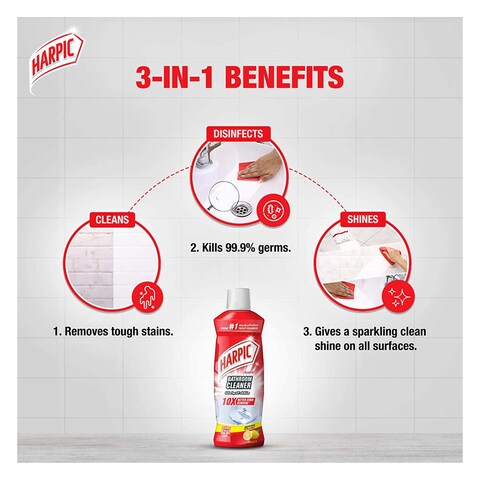 HARPIC
3-IN-1 BENEFITS
DISINFECTS
CLEANS
SHINES
2. Kills 99.9% germs.
1. Removes tough stains.
3. Gives a sparkling clean
shine on all surfaces.
#1
HARPIC
BATHROOM
CLEANER
10X